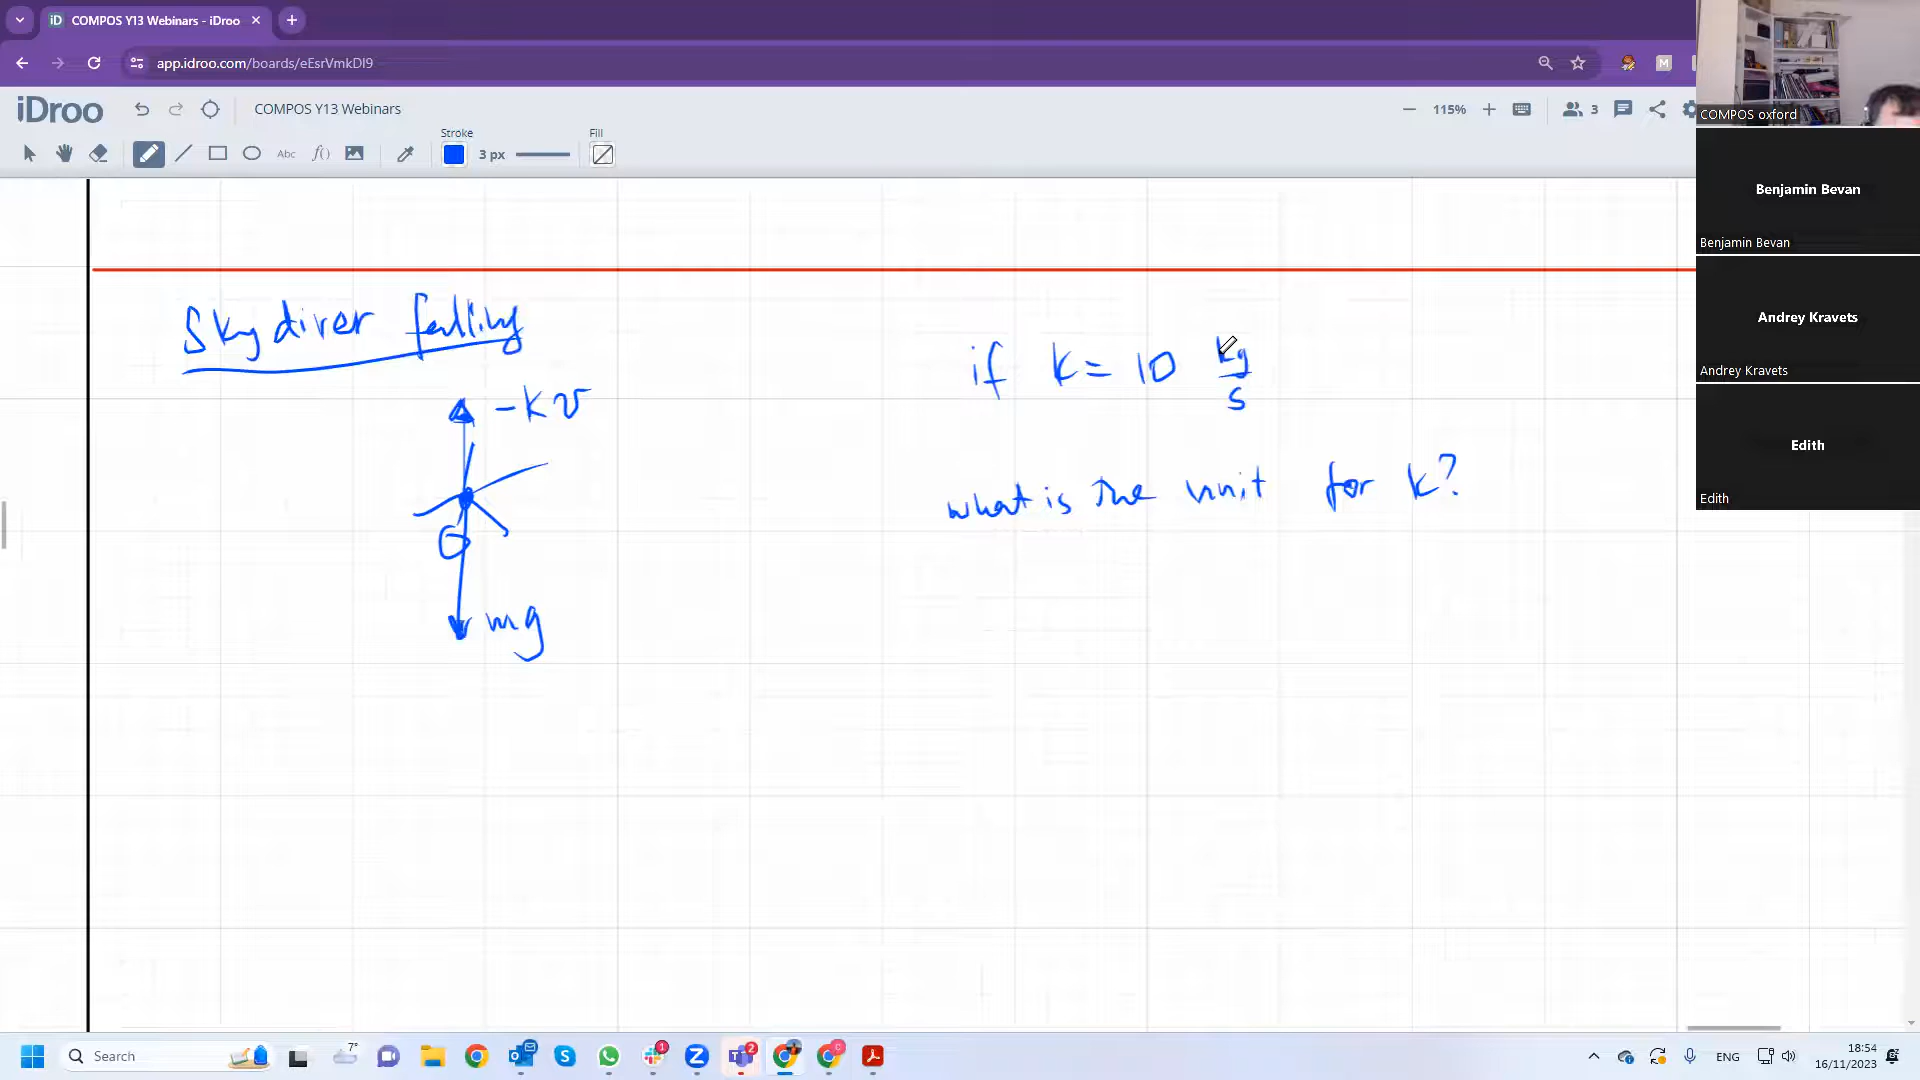 COMPOS Y13 Webinars - iDroo
app.idroo.com/boards/eEsrVmkDI9
M
iDroo
COMPOS Y13 Webinars
115%
3
Stroke
Fill
Abc
f()
3 px
COMPOS oxford
Benjamin Bevan
Benjamin Bevan
Andrey Kravets
Andrey Kravets
Edith
Edith
Skydiver falling
-kv
mg
if k = 10 kg/s
what is the unit for k?
Search
7°
ENG
18:54
16/11/2023